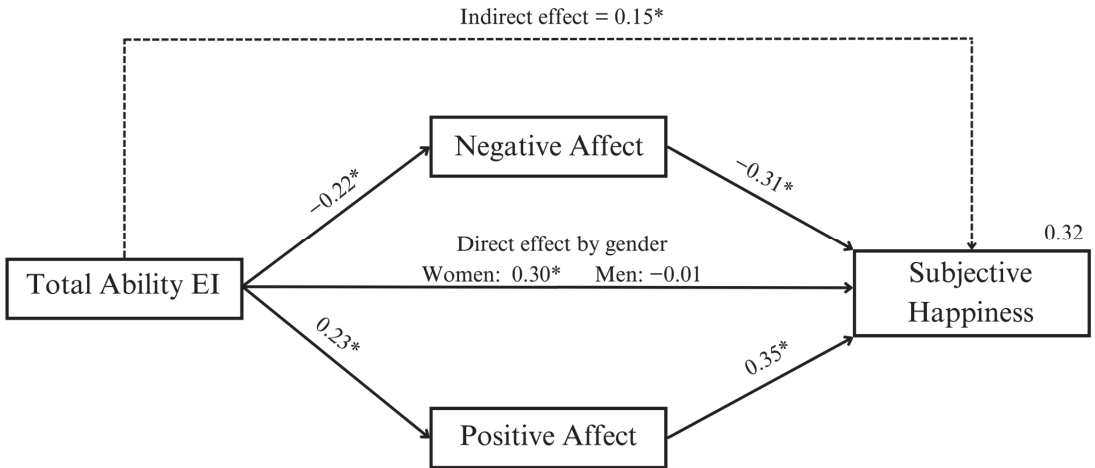 Indirect effect = 0.15*
Negative Affect
−0.22*
−0.31*
Direct effect by gender
0.32
Women: 0.30* Men: −0.01
Total Ability EI
Subjective
Happiness
0.23*
0.35*
Positive Affect